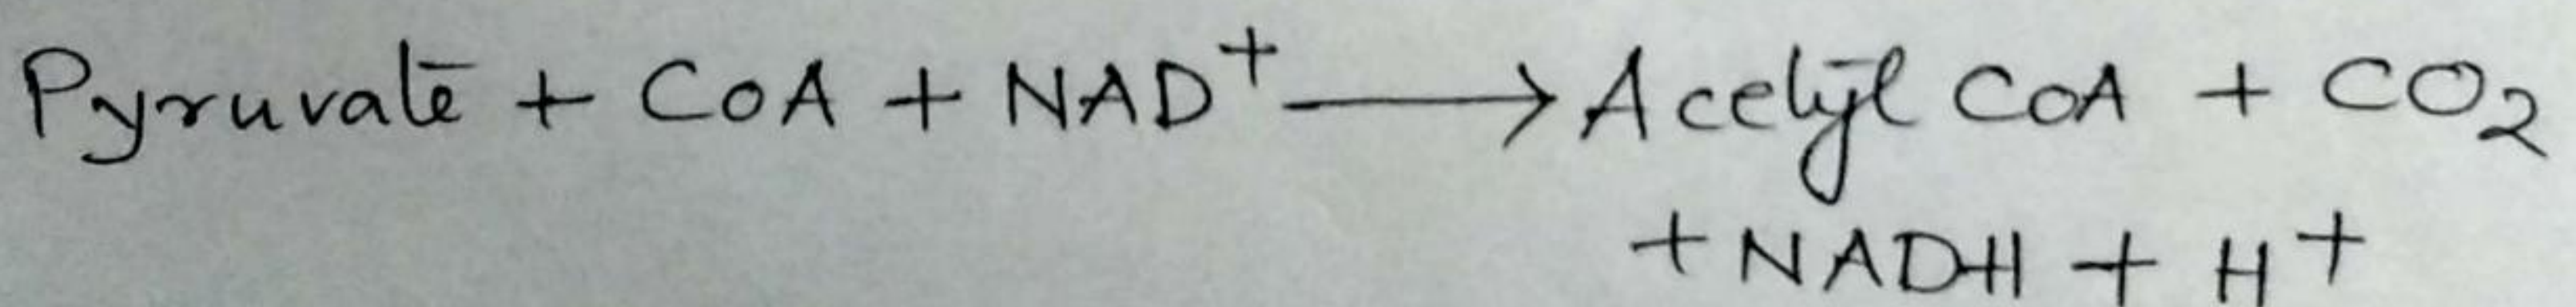 Pyruvate + CoA + NAD⁺ ⟶ Acetyl CoA + CO₂
+ NADH + H⁺